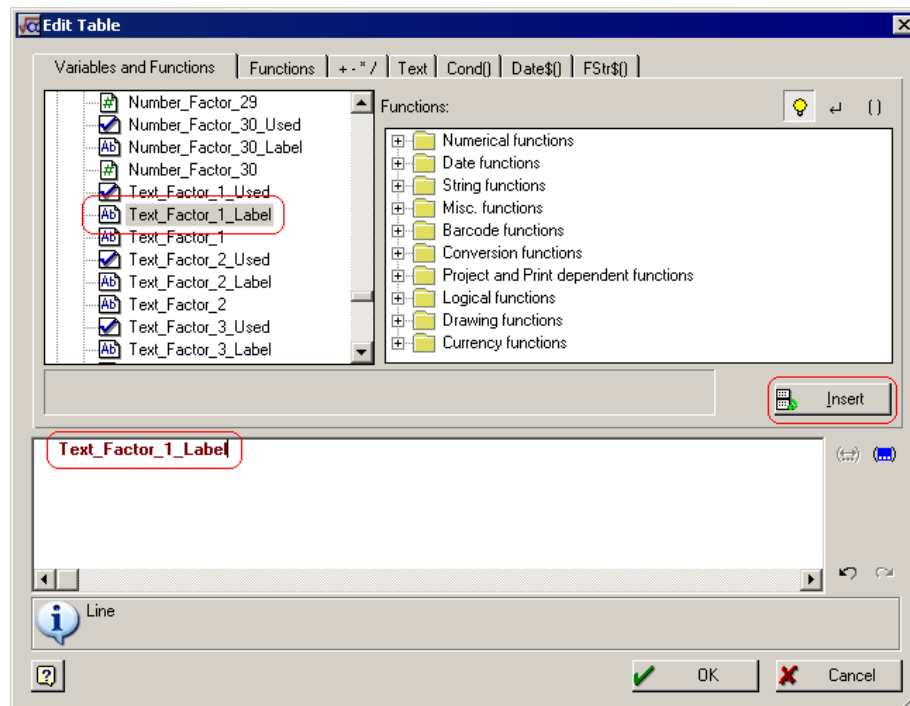 Edit Table
Variables and Functions Functions + - * / Text Cond() Date$() FStr$()
Number_Factor_29
Number_Factor_30_Used
Number_Factor_30_Label
Number_Factor_30
Text_Factor_1_Used
Text_Factor_1_Label
Text_Factor_1
Text_Factor_2_Used
Text_Factor_2_Label
Text_Factor_2
Text_Factor_3_Used
Text_Factor_3_Label
Functions:
Numerical functions
Date functions
String functions
Misc. functions
Barcode functions
Conversion functions
Project and Print dependent functions
Logical functions
Drawing functions
Currency functions
Insert
Text_Factor_1_Label
Line
OK Cancel